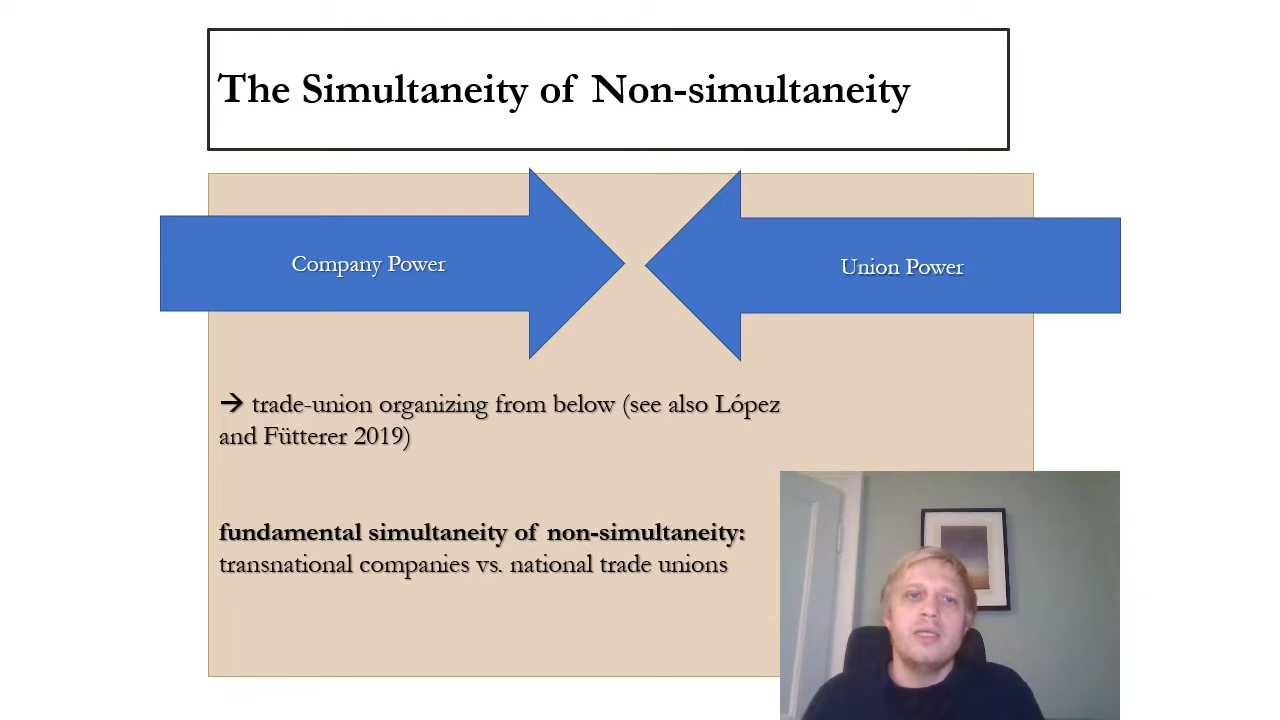 The Simultaneity of Non-simultaneity
Company Power
Union Power
→ trade-union organizing from below (see also López
and Fütterer 2019)
fundamental simultaneity of non-simultaneity:
transnational companies vs. national trade unions